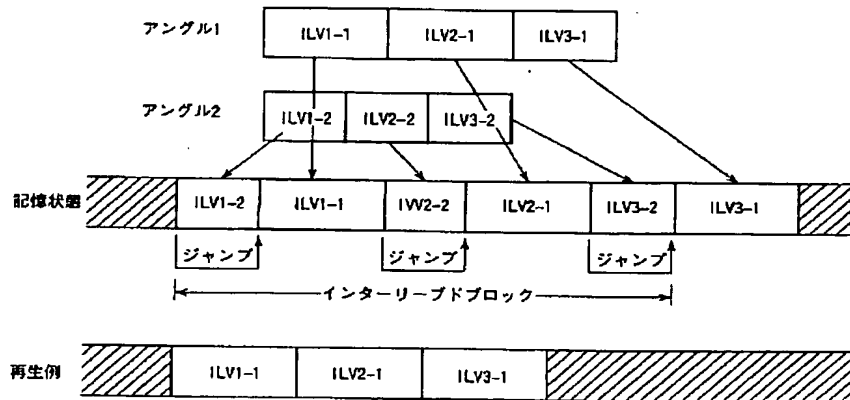 アングル1 ILV1-1 ILV2-1 ILV3-1
アングル2 ILV1-2 ILV2-2 ILV3-2
記憶状態 ILV1-2 ILV1-1 IVV2-2 ILV2-1 ILV3-2 ILV3-1
ジャンプ ジャンプ ジャンプ
インターリーブドブロック
再生例 ILV1-1 ILV2-1 ILV3-1